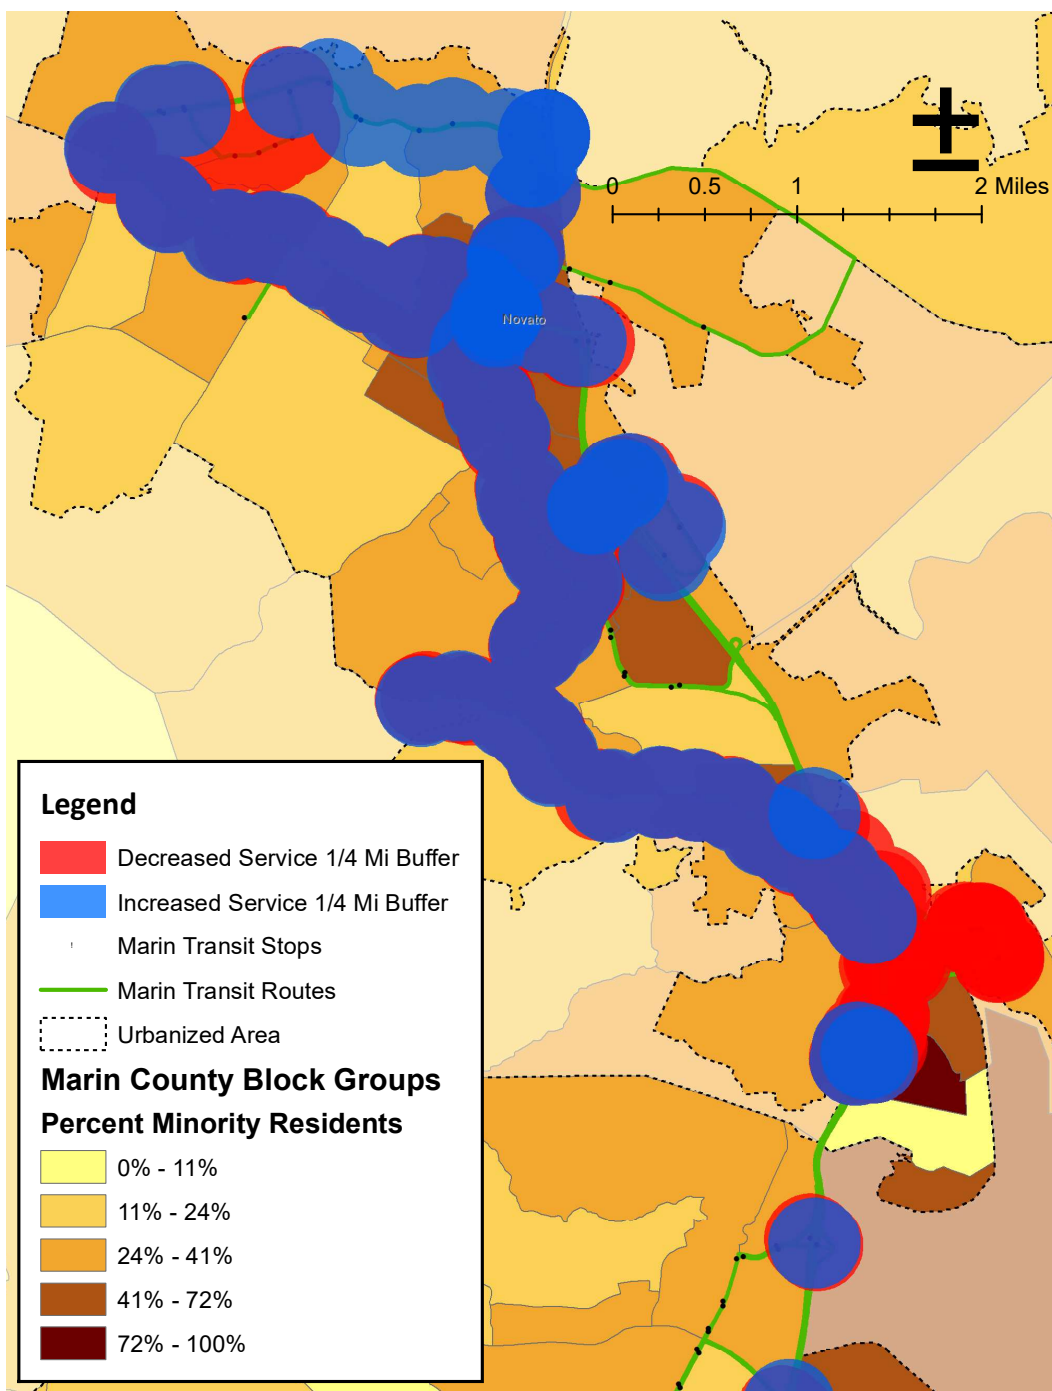 0 0.5 1 2 Miles
Novato
Legend
Decreased Service 1/4 Mi Buffer
Increased Service 1/4 Mi Buffer
Marin Transit Stops
Marin Transit Routes
Urbanized Area
Marin County Block Groups
Percent Minority Residents
0% - 11%
11% - 24%
24% - 41%
41% - 72%
72% - 100%